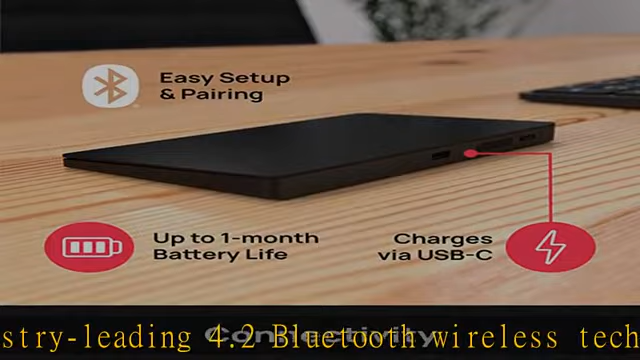 Easy Setup
& Pairing
Up to 1-month
Battery Life
Charges
via USB-C
Connectivity
stry-leading 4.2 Bluetooth wireless tech